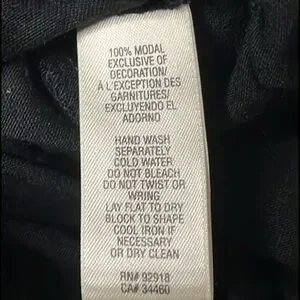 100% MODAL
EXCLUSIVE OF
DECORATION/
À L'EXCEPTION DES
GARNITURES/
EXCLUYENDO EL
ADORNO
HAND WASH
SEPARATELY
COLD WATER
DO NOT BLEACH
DO NOT TWIST OR
WRING
LAY FLAT TO DRY
BLOCK TO SHAPE
COOL IRON IF
NECESSARY
OR DRY CLEAN
RN# 92918
CA# 34460